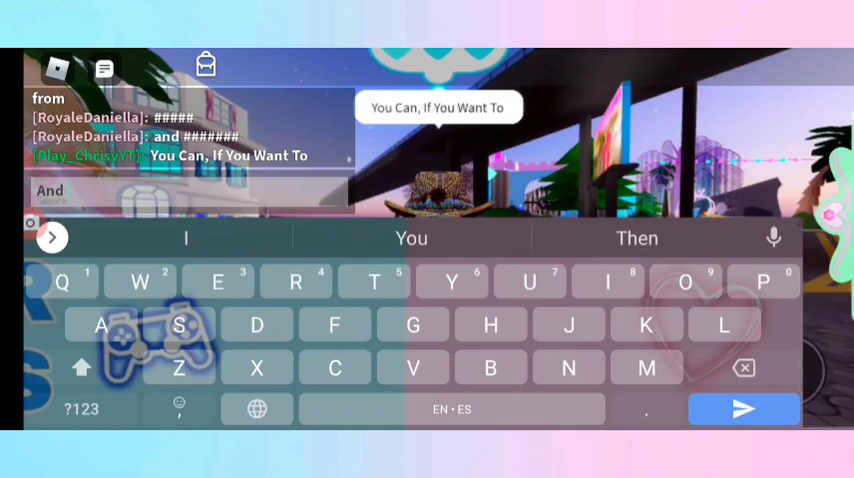 from
[RoyaleDaniella]: #####
[RoyaleDaniella]: and #######
[Play_ChrisyYT]: You Can, If You Want To
You Can, If You Want To
And
I You Then
Q 1 W 2 E 3 R 4 T 5 Y 6 U 7 I 8 O 9 P 0
A S D F G H J K L
Z X C V B N M
?123 , EN • ES .
R
S